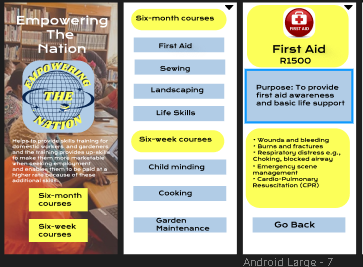 Empowering
The
Nation
EMPOWERING
THE
NATION
Helps to provide skills training for
domestic workers and gardeners
and the training provides up-skills
to make them more marketable
when seeking employment
and enables them to be paid at a
higher rate because of these
additional skills.
Six-month
courses
Six-week
courses
Six-month courses
First Aid
Sewing
Landscaping
Life Skills
Six-week courses
Child minding
Cooking
Garden
Maintenance
FIRST AID
First Aid
R1500
Purpose: To provide
first aid awareness
and basic life support
• Wounds and bleeding
• Burns and fractures
• Respiratory distress e.g.,
Choking, blocked airway
• Emergency scene
management
• Cardio-Pulmonary
Resuscitation (CPR)
Go Back
Android Large - 7